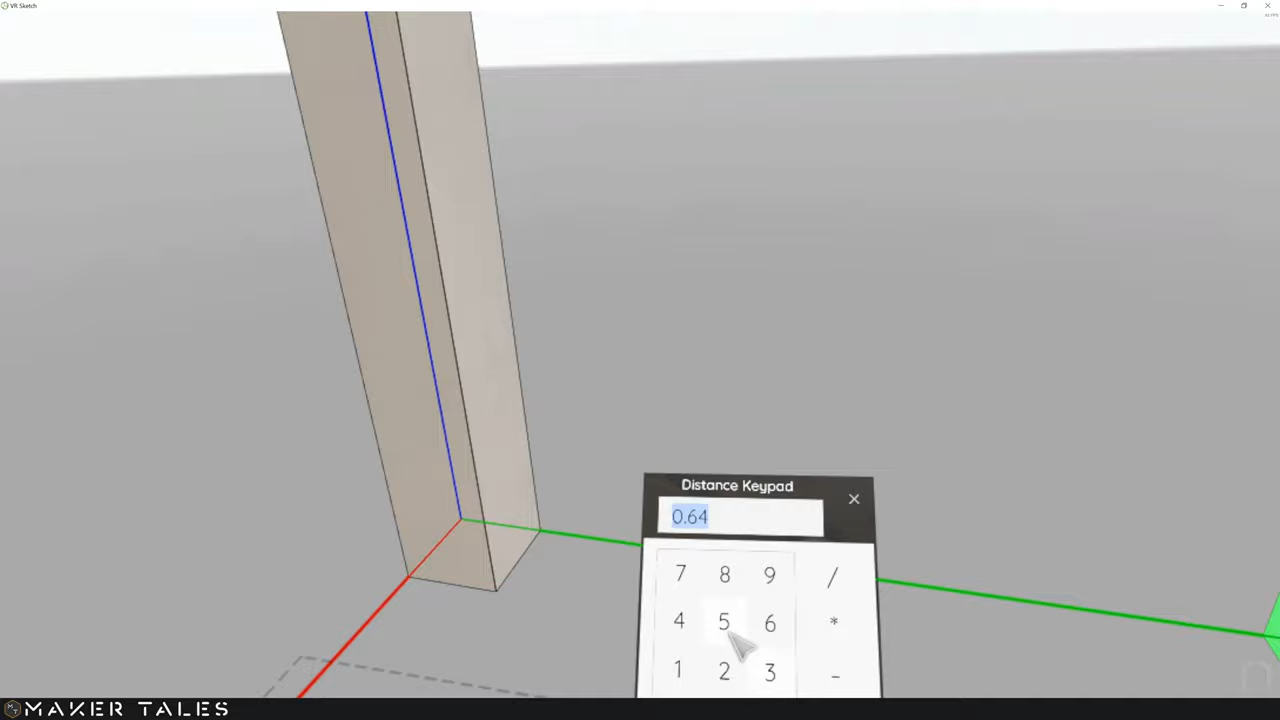 VR Sketch
Distance Keypad
0.64
7 8 9 /
4 5 6 *
1 2 3 -
MAKER TALES